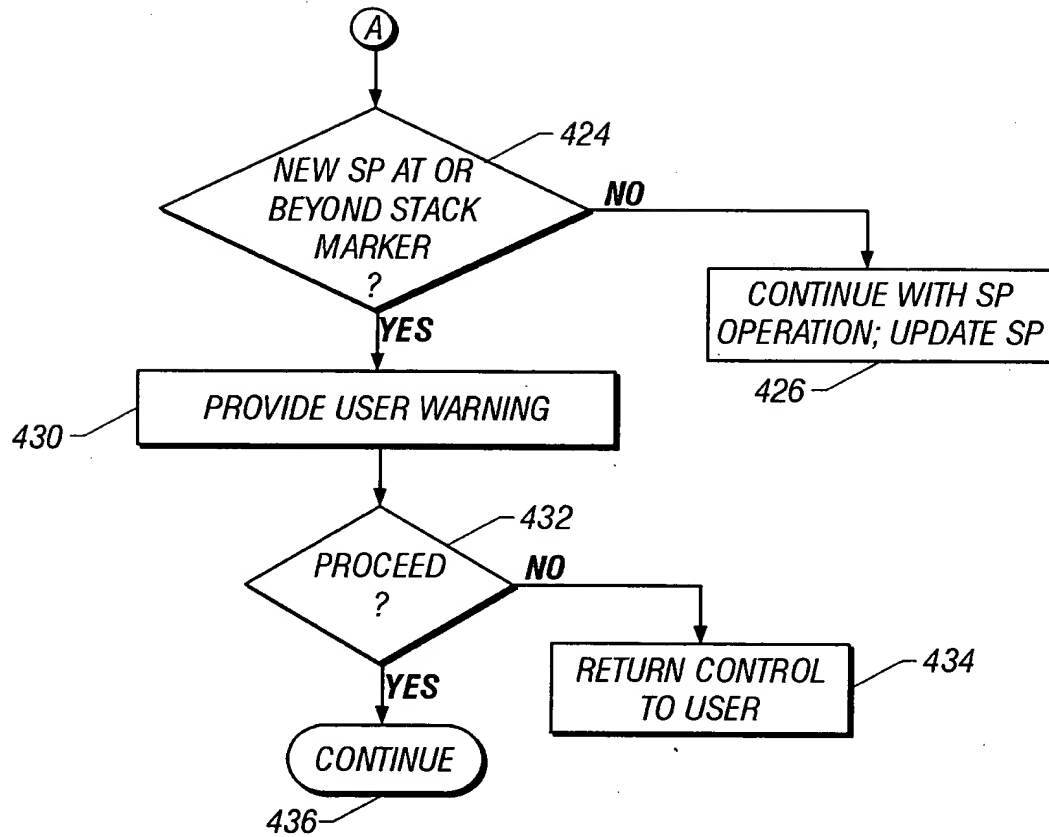 A
424
NEW SP AT OR
BEYOND STACK
MARKER
?
NO
YES
CONTINUE WITH SP
OPERATION; UPDATE SP
426
PROVIDE USER WARNING
430
432
PROCEED
?
NO
YES
RETURN CONTROL
TO USER
434
CONTINUE
436